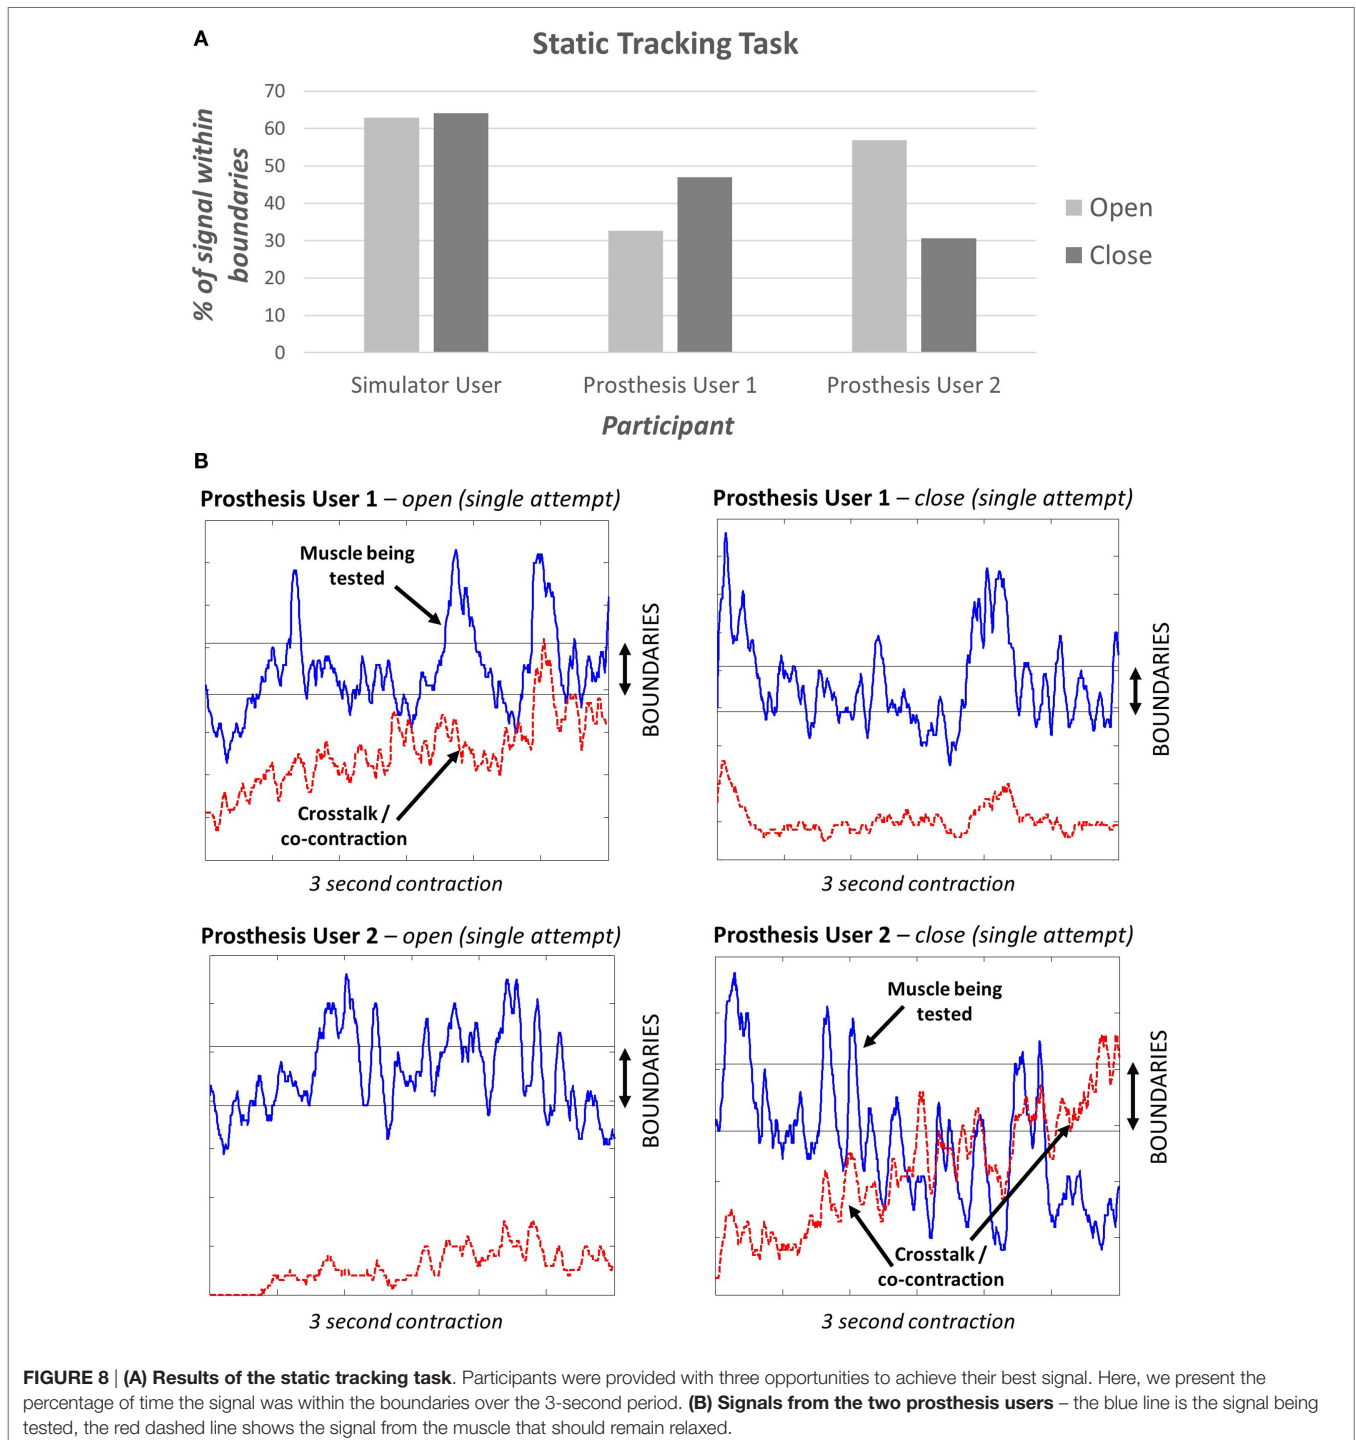 A
Static Tracking Task
% of signal within
boundaries
70
60
50
40
30
20
10
0
Simulator User
Prosthesis User 1
Prosthesis User 2
Participant
Open
Close
B
Prosthesis User 1 – open (single attempt)
Muscle being
tested
Crosstalk /
co-contraction
BOUNDARIES
3 second contraction
Prosthesis User 1 – close (single attempt)
BOUNDARIES
3 second contraction
Prosthesis User 2 – open (single attempt)
BOUNDARIES
3 second contraction
Prosthesis User 2 – close (single attempt)
Muscle being
tested
Crosstalk /
co-contraction
BOUNDARIES
3 second contraction
FIGURE 8 | (A) Results of the static tracking task. Participants were provided with three opportunities to achieve their best signal. Here, we present the
percentage of time the signal was within the boundaries over the 3-second period. (B) Signals from the two prosthesis users – the blue line is the signal being
tested, the red dashed line shows the signal from the muscle that should remain relaxed.